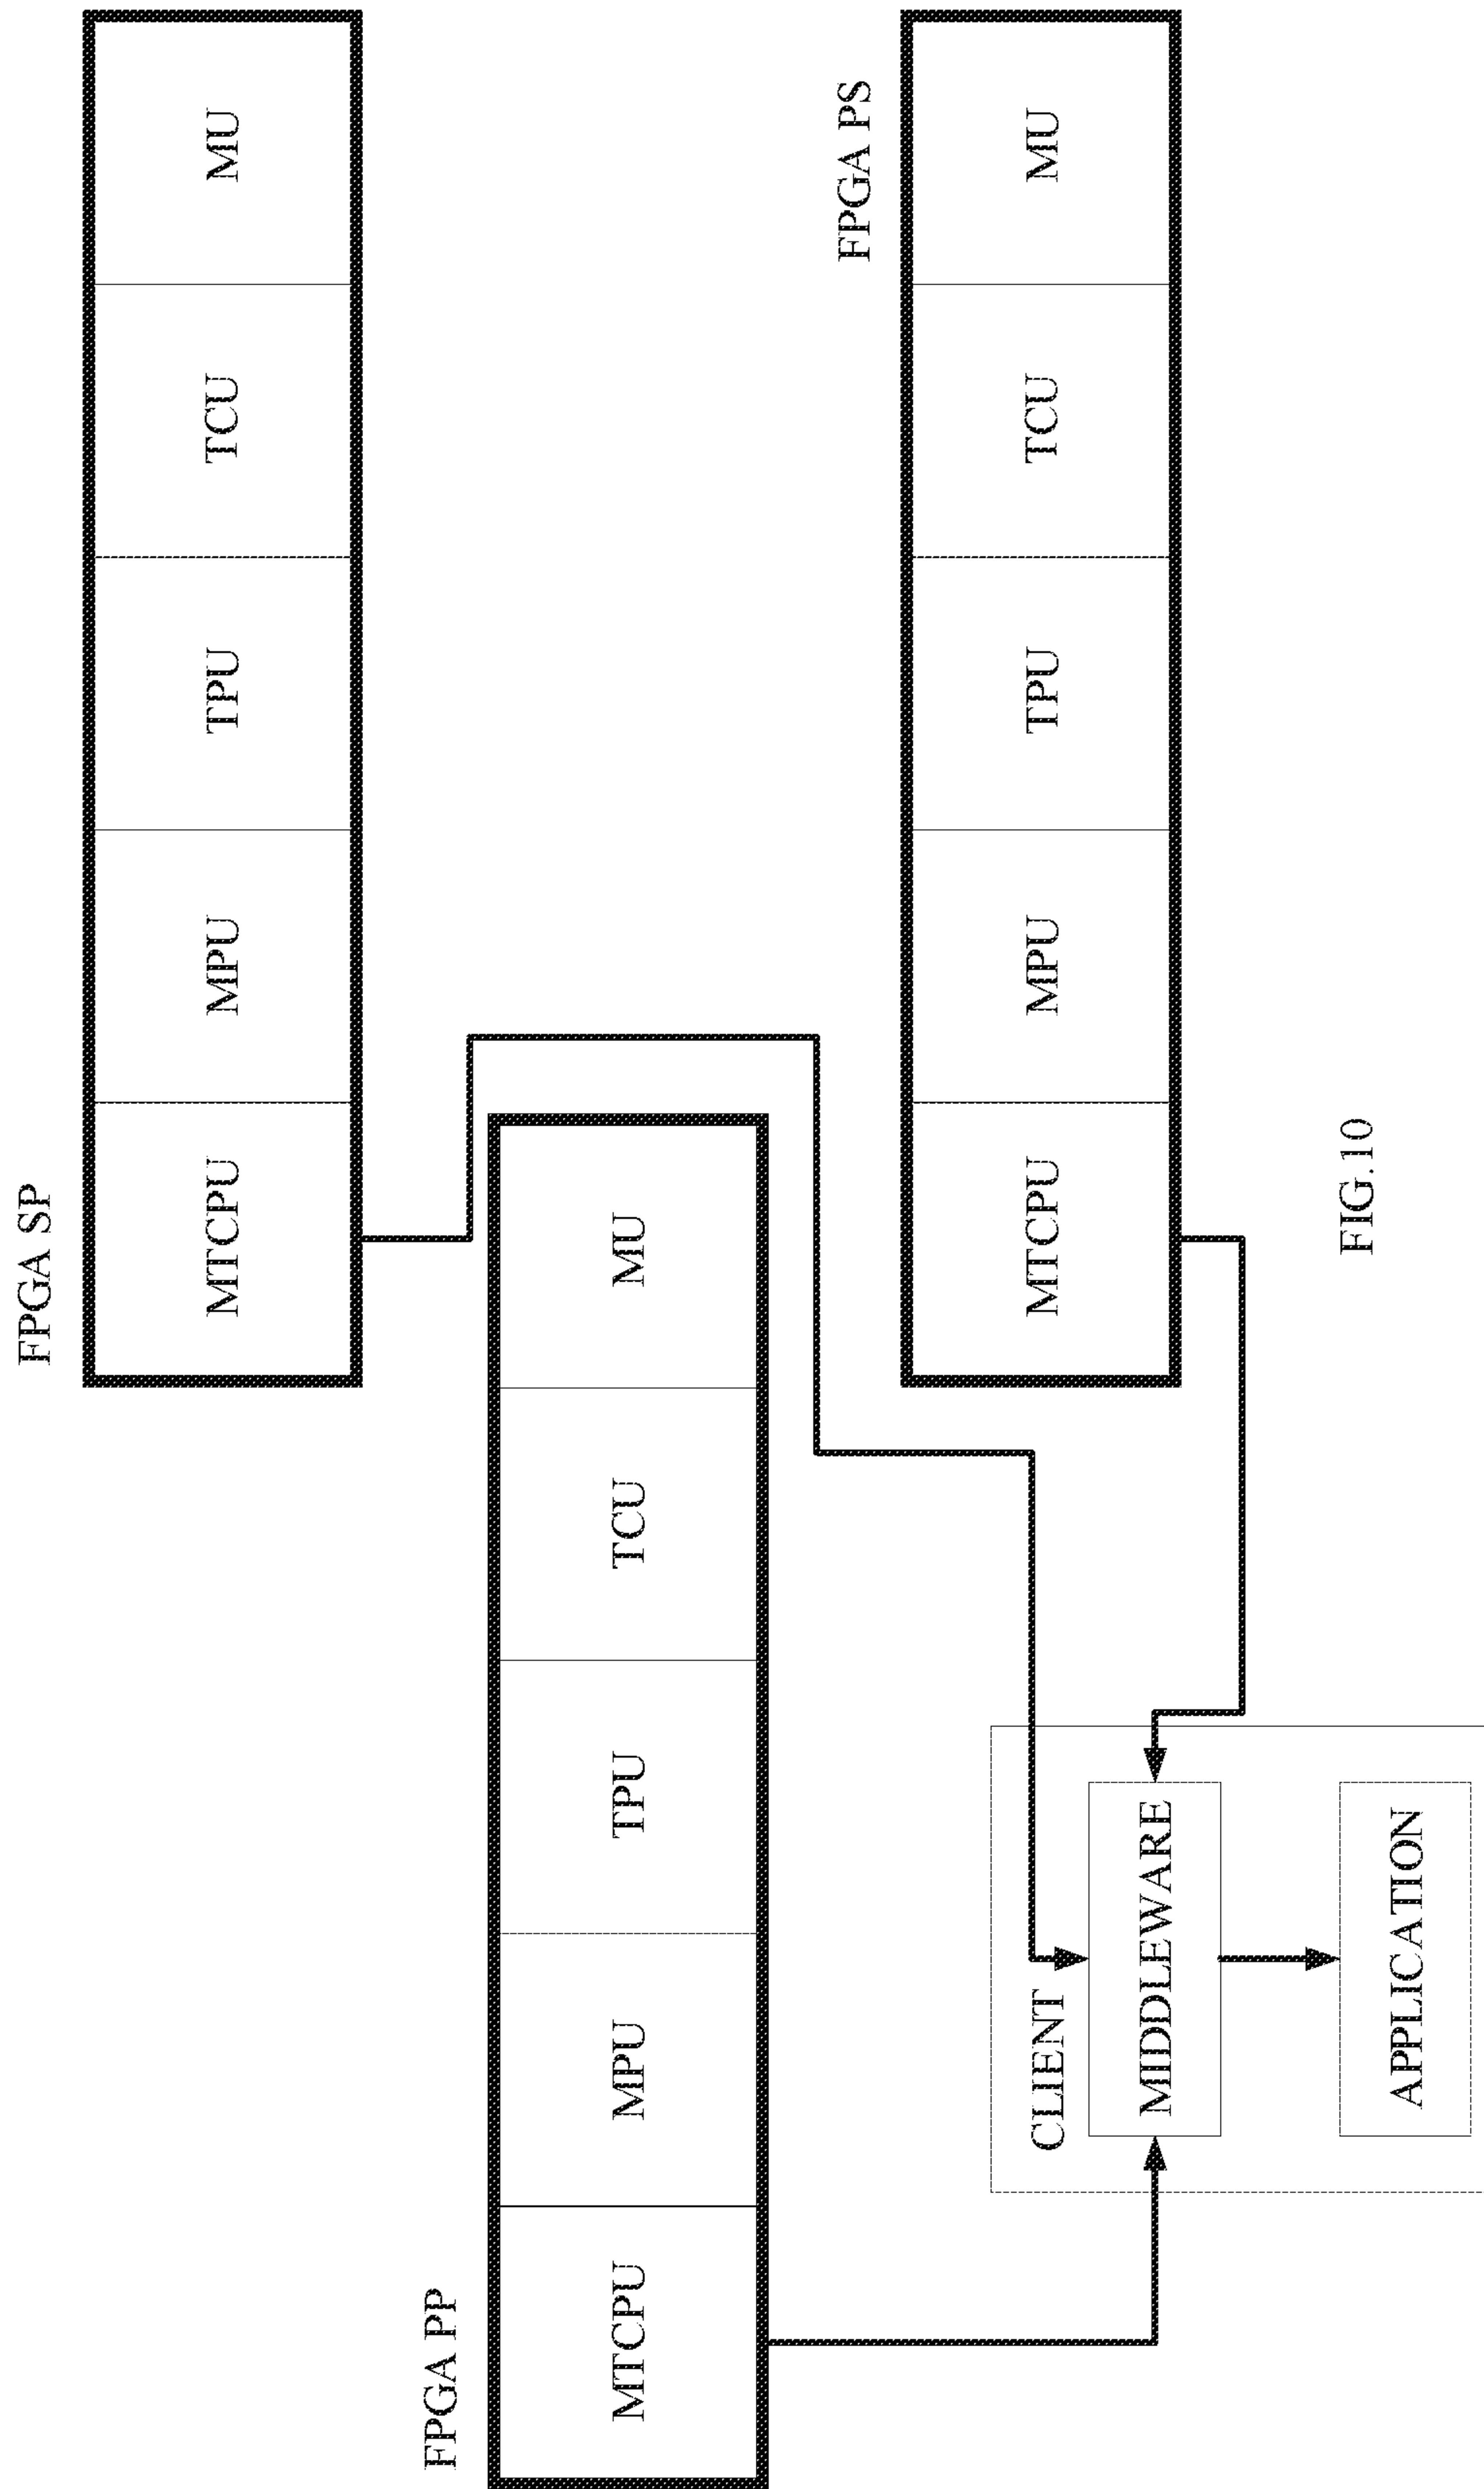 FPGA SP
MTCPU MPU TPU TCU MU
FPGA PP
MTCPU MPU TPU TCU MU
FPGA PS
MTCPU MPU TPU TCU MU
CLIENT
MIDDLEWARE
APPLICATION
FIG.10